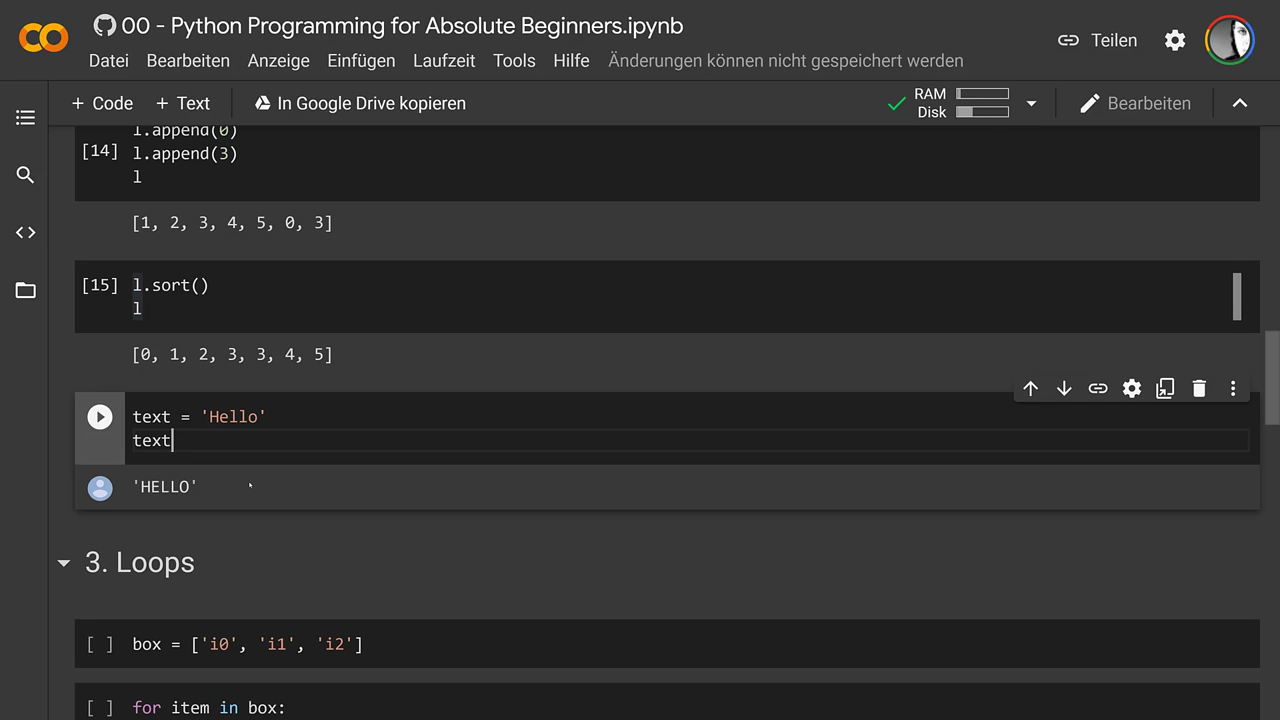 00 - Python Programming for Absolute Beginners.ipynb
Teilen
Datei Bearbeiten Anzeige Einfügen Laufzeit Tools Hilfe Änderungen können nicht gespeichert werden
+ Code + Text In Google Drive kopieren RAM Disk Bearbeiten
l.append(0)
[14] l.append(3)
l
[1, 2, 3, 4, 5, 0, 3]
[15] l.sort()
l
[0, 1, 2, 3, 3, 4, 5]
text = 'Hello'
text
'HELLO'
3. Loops
[ ] box = ['i0', 'i1', 'i2']
[ ] for item in box: